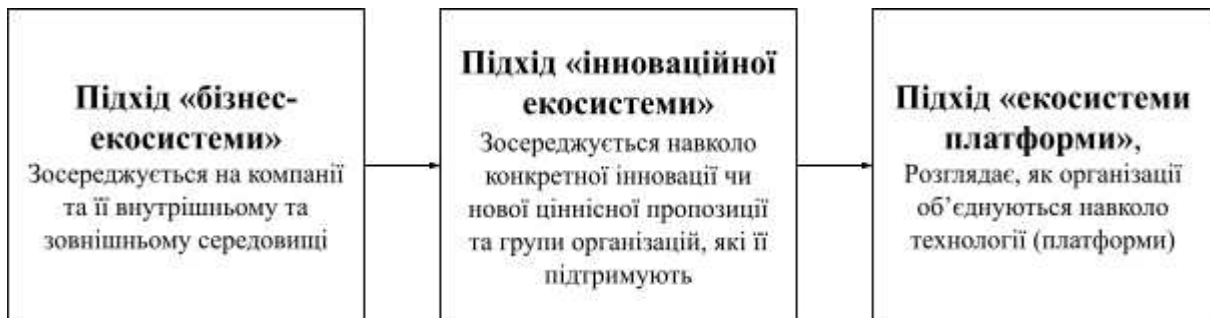 Підхід «бізнес-
екосистеми»
Зосереджується на компанії
та її внутрішньому та
зовнішньому середовищі
Підхід «інноваційної
екосистеми»
Зосереджується навколо
конкретної інновації чи
нової ціннісної пропозиції
та групи організацій, які її
підтримують
Підхід «екосистеми
платформи»,
Розглядає, як організації
об’єднуються навколо
технології (платформи)